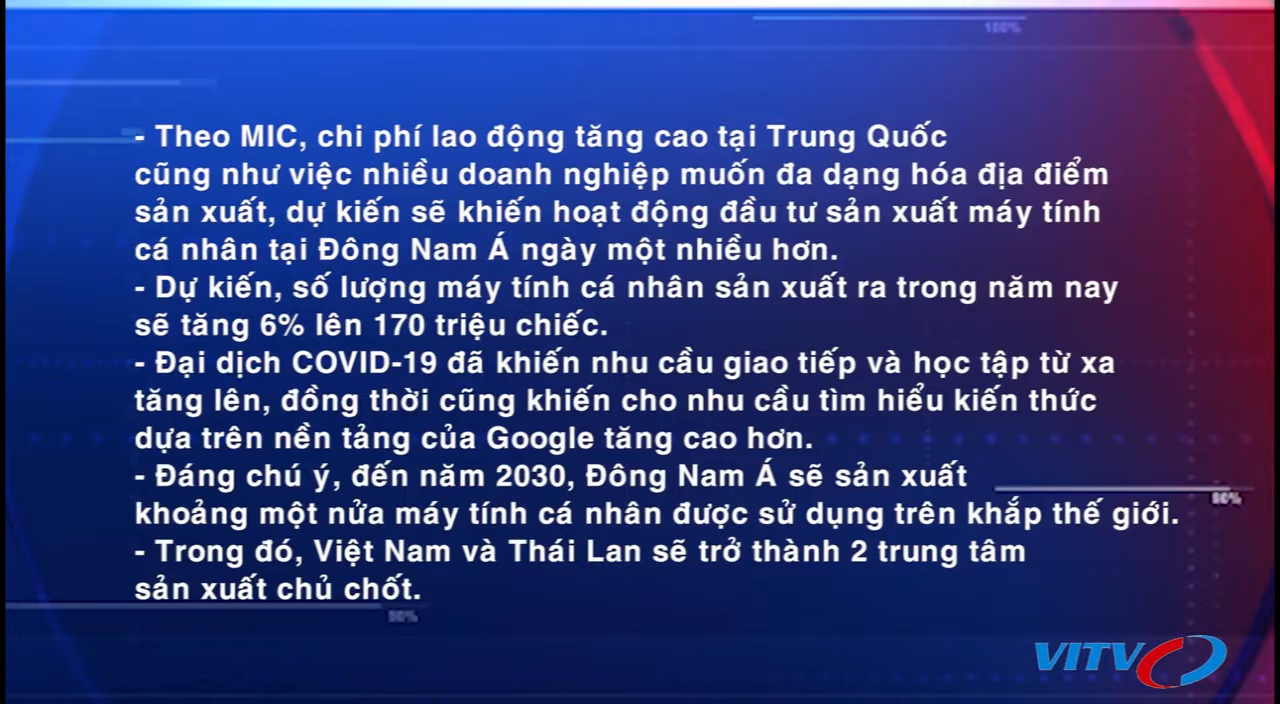 100%
- Theo MIC, chi phí lao động tăng cao tại Trung Quốc
cũng như việc nhiều doanh nghiệp muốn đa dạng hóa địa điểm
sản xuất, dự kiến sẽ khiến hoạt động đầu tư sản xuất máy tính
cá nhân tại Đông Nam Á ngày một nhiều hơn.
- Dự kiến, số lượng máy tính cá nhân sản xuất ra trong năm nay
sẽ tăng 6% lên 170 triệu chiếc.
- Đại dịch COVID-19 đã khiến nhu cầu giao tiếp và học tập từ xa
tăng lên, đồng thời cũng khiến cho nhu cầu tìm hiểu kiến thức
dựa trên nền tảng của Google tăng cao hơn.
- Đáng chú ý, đến năm 2030, Đông Nam Á sẽ sản xuất
khoảng một nửa máy tính cá nhân được sử dụng trên khắp thế giới.
- Trong đó, Việt Nam và Thái Lan sẽ trở thành 2 trung tâm
sản xuất chủ chốt.
VITV